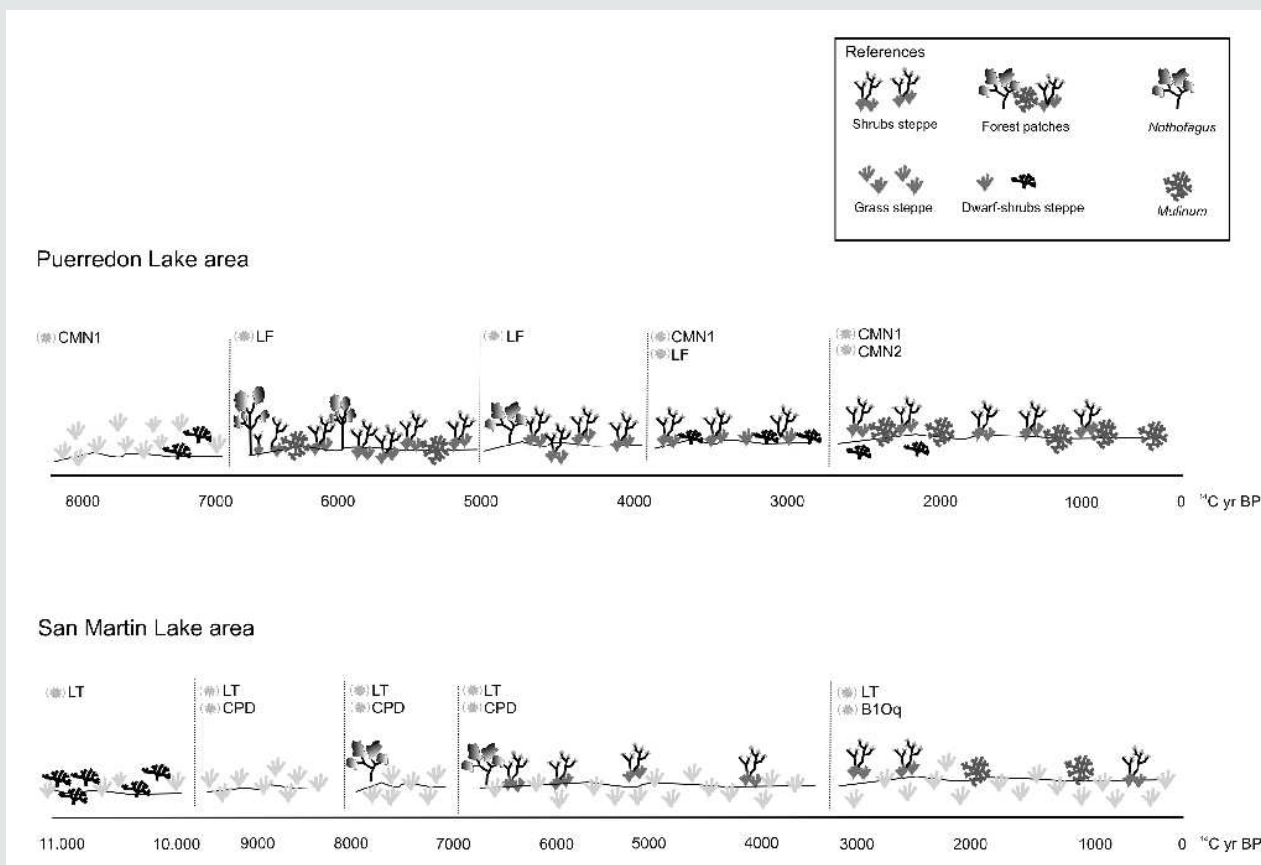 References
Shrubs steppe Forest patches Nothofagus
Grass steppe Dwarf-shrubs steppe Mulinum
Puerredon Lake area
CMN1 LF LF CMN1 CMN1
LF CMN2
8000 7000 6000 5000 4000 3000 2000 1000 0 ¹⁴C yr BP
San Martin Lake area
LT LT LT LT LT
CPD CPD CPD B1Oq
11.000 10.000 9000 8000 7000 6000 5000 4000 3000 2000 1000 0 ¹⁴C yr BP